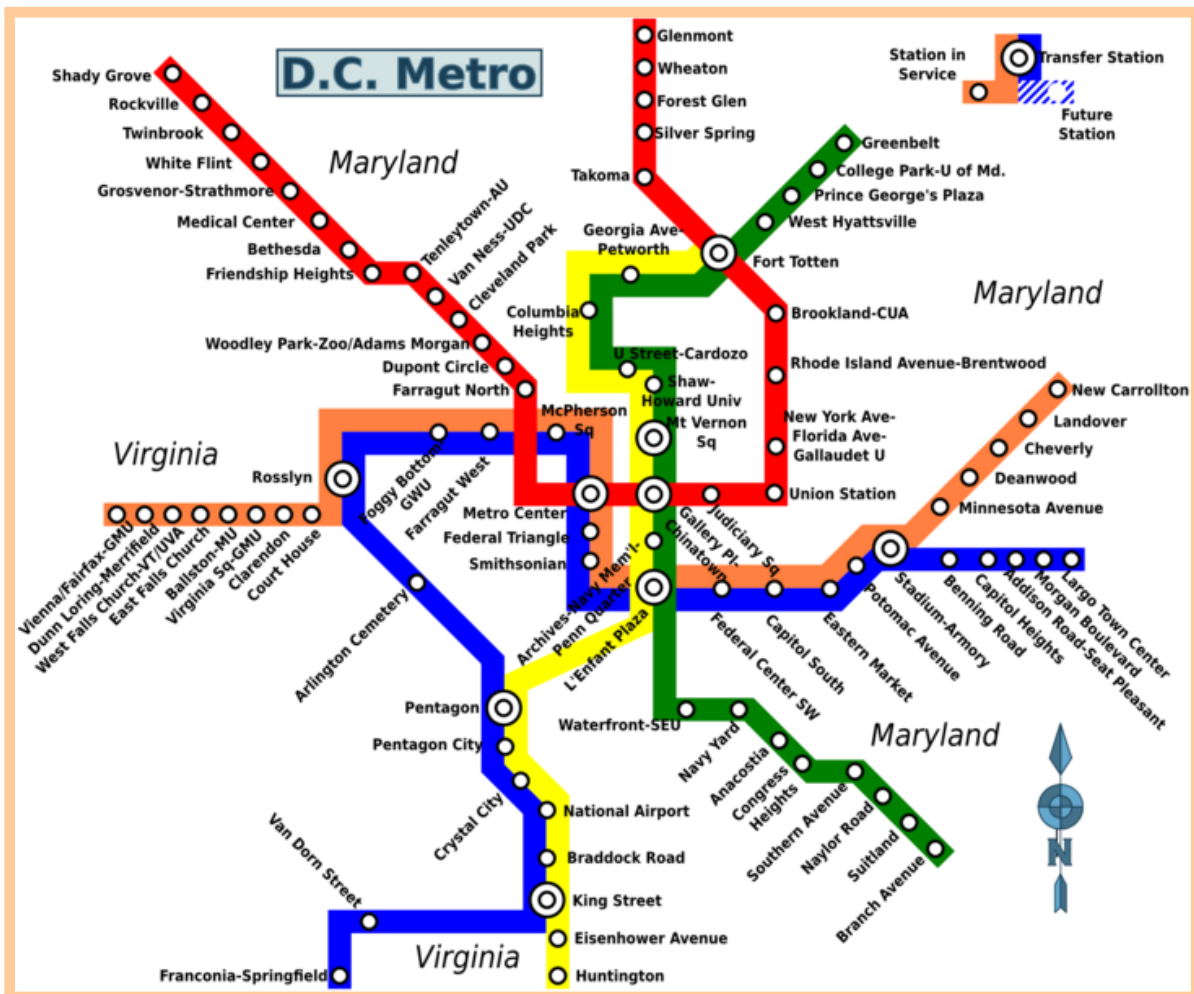 D.C. Metro
Station in
Service
Transfer Station
Future
Station
Shady Grove
Rockville
Twinbrook
White Flint
Grosvenor-Strathmore
Medical Center
Bethesda
Friendship Heights
Tenleytown-AU
Van Ness-UDC
Cleveland Park
Woodley Park-Zoo/Adams Morgan
Dupont Circle
Farragut North
Maryland
Glenmont
Wheaton
Forest Glen
Silver Spring
Takoma
Greenbelt
College Park-U of Md.
Prince George's Plaza
West Hyattsville
Fort Totten
Georgia Ave-
Petworth
Columbia
Heights
U Street-Cardozo
Shaw-
Howard Univ
Mt Vernon
Sq
Maryland
Brookland-CUA
Rhode Island Avenue-Brentwood
New York Ave-
Florida Ave-
Gallaudet U
Union Station
Judiciary Sq
Gallery Pl-
Chinatown
Metro Center
Federal Triangle
Smithsonian
McPherson
Sq
Farragut West
Foggy Bottom
GWU
Rosslyn
Virginia
Vienna/Fairfax-GMU
Dunn Loring-Merrifield
West Falls Church-VT/UVA
East Falls Church
Ballston-MU
Virginia Sq-GMU
Clarendon
Court House
New Carrollton
Landover
Cheverly
Deanwood
Minnesota Avenue
Archives-Navy Mem'l-
Penn Quarter
L'Enfant Plaza
Federal Center SW
Capitol South
Eastern Market
Potomac Avenue
Stadium-Armory
Benning Road
Capitol Heights
Addison Road-Seat Pleasant
Morgan Boulevard
Largo Town Center
Arlington Cemetery
Pentagon
Pentagon City
Crystal City
National Airport
Braddock Road
King Street
Eisenhower Avenue
Huntington
Van Dorn Street
Franconia-Springfield
Virginia
Waterfront-SEU
Navy Yard
Anacostia
Congress
Heights
Southern Avenue
Naylor Road
Suitland
Branch Avenue
Maryland
N